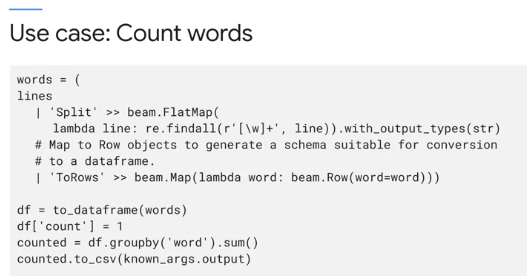 Use case: Count words
words = (
lines
   | 'Split' >> beam.FlatMap(
     lambda line: re.findall(r'[\w]+', line)).with_output_types(str)
   # Map to Row objects to generate a schema suitable for conversion
   # to a dataframe.
   | 'ToRows' >> beam.Map(lambda word: beam.Row(word=word)))
df = to_dataframe(words)
df['count'] = 1
counted = df.groupby('word').sum()
counted.to_csv(known_args.output)